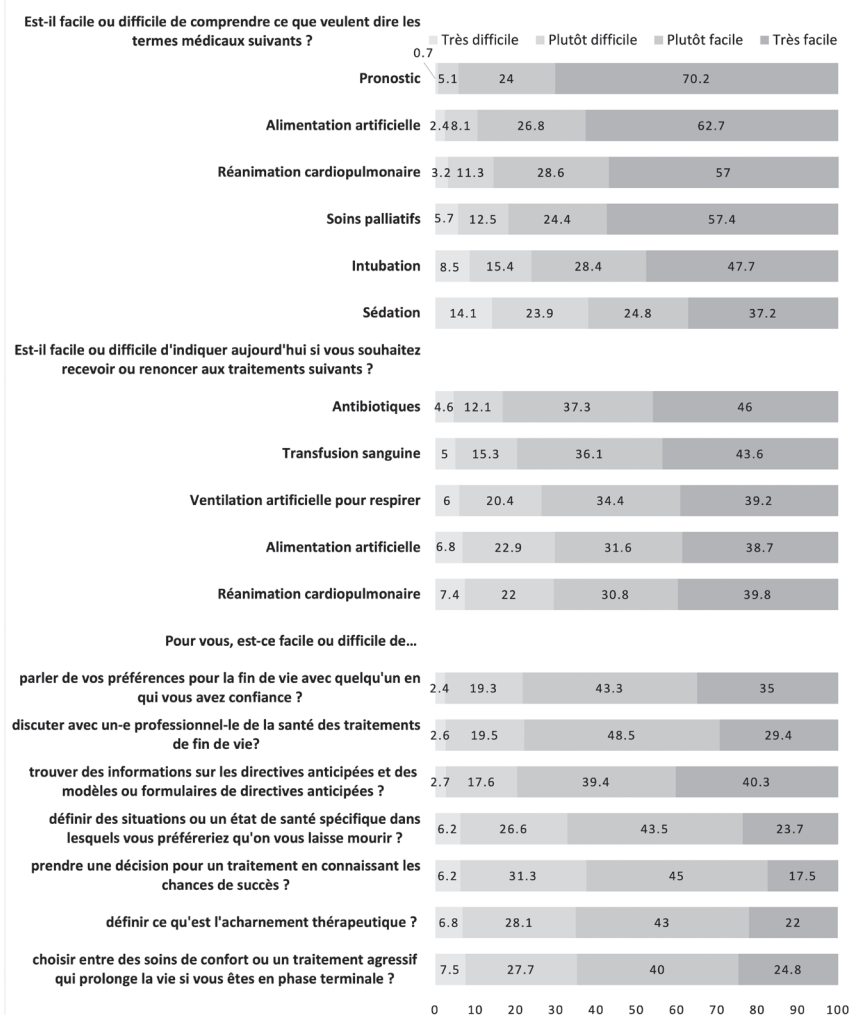 Est-il facile ou difficile de comprendre ce que veulent dire les
termes médicaux suivants ?
Très difficile Plutôt difficile Plutôt facile Très facile
0.7
Pronostic 5.1 24 70.2
Alimentation artificielle 2.4 8.1 26.8 62.7
Réanimation cardiopulmonaire 3.2 11.3 28.6 57
Soins palliatifs 5.7 12.5 24.4 57.4
Intubation 8.5 15.4 28.4 47.7
Sédation 14.1 23.9 24.8 37.2
Est-il facile ou difficile d'indiquer aujourd'hui si vous souhaitez
recevoir ou renoncer aux traitements suivants ?
Antibiotiques 4.6 12.1 37.3 46
Transfusion sanguine 5 15.3 36.1 43.6
Ventilation artificielle pour respirer 6 20.4 34.4 39.2
Alimentation artificielle 6.8 22.9 31.6 38.7
Réanimation cardiopulmonaire 7.4 22 30.8 39.8
Pour vous, est-ce facile ou difficile de...
parler de vos préférences pour la fin de vie avec quelqu'un en
qui vous avez confiance ?
2.4 19.3 43.3 35
discuter avec un-e professionnel-le de la santé des traitements
de fin de vie?
2.6 19.5 48.5 29.4
trouver des informations sur les directives anticipées et des
modèles ou formulaires de directives anticipées ?
2.7 17.6 39.4 40.3
définir des situations ou un état de santé spécifique dans
lesquels vous préféreriez qu'on vous laisse mourir ?
6.2 26.6 43.5 23.7
prendre une décision pour un traitement en connaissant les
chances de succès ?
6.2 31.3 45 17.5
définir ce qu'est l'acharnement thérapeutique ? 6.8 28.1 43 22
choisir entre des soins de confort ou un traitement agressif
qui prolonge la vie si vous êtes en phase terminale ?
7.5 27.7 40 24.8
0 10 20 30 40 50 60 70 80 90 100